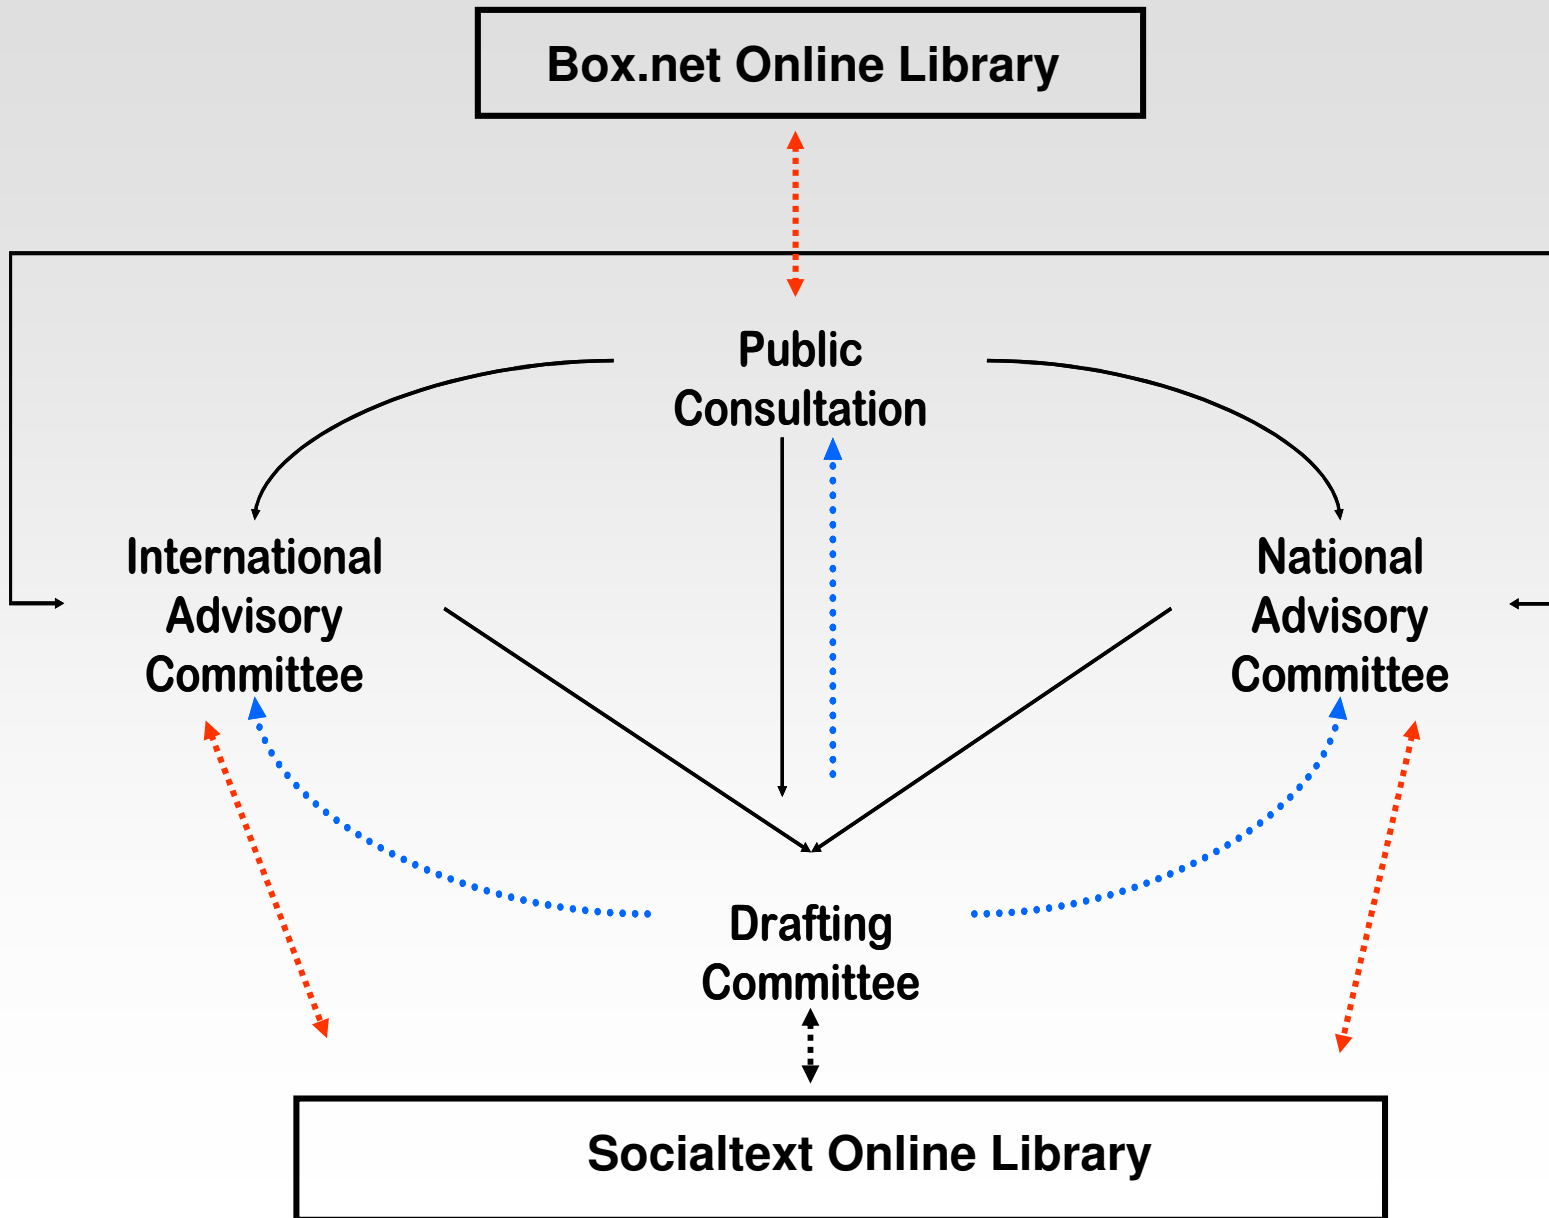 Box.net Online Library
Public
Consultation
International
Advisory
Committee
National
Advisory
Committee
Drafting
Committee
Socialtext Online Library